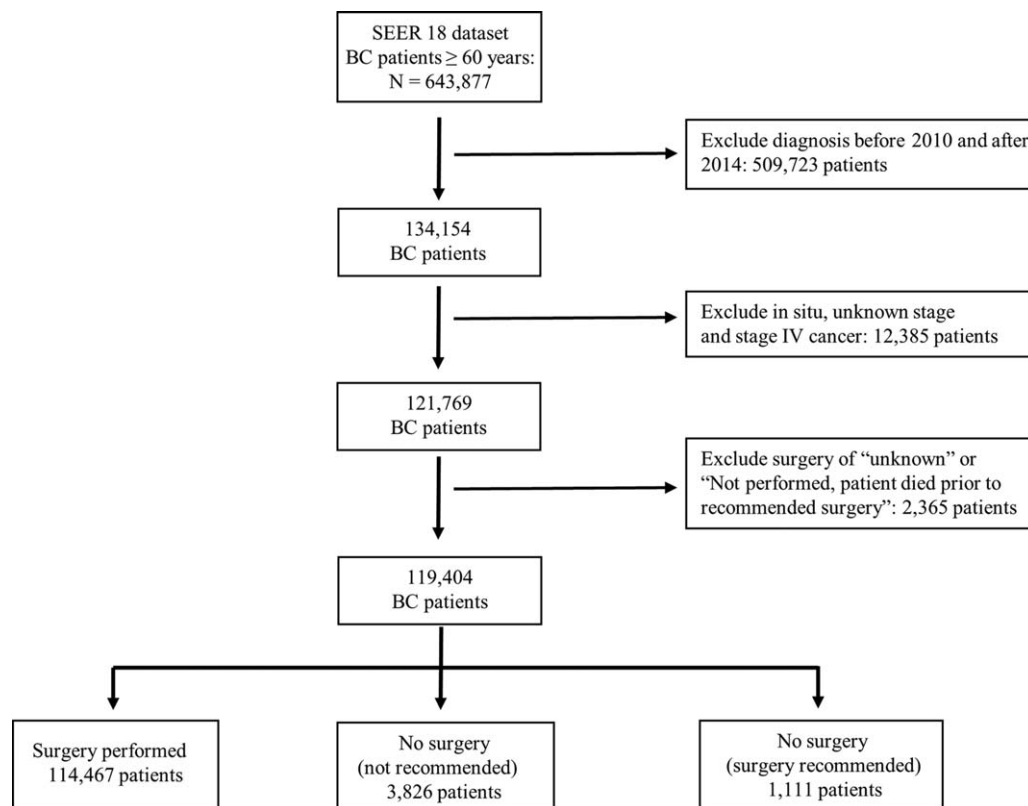 SEER 18 dataset
BC patients ≥ 60 years:
N = 643,877
Exclude diagnosis before 2010 and after
2014: 509,723 patients
134,154
BC patients
Exclude in situ, unknown stage
and stage IV cancer: 12,385 patients
121,769
BC patients
Exclude surgery of “unknown” or
“Not performed, patient died prior to
recommended surgery”: 2,365 patients
119,404
BC patients
Surgery performed
114,467 patients
No surgery
(not recommended)
3,826 patients
No surgery
(surgery recommended)
1,111 patients